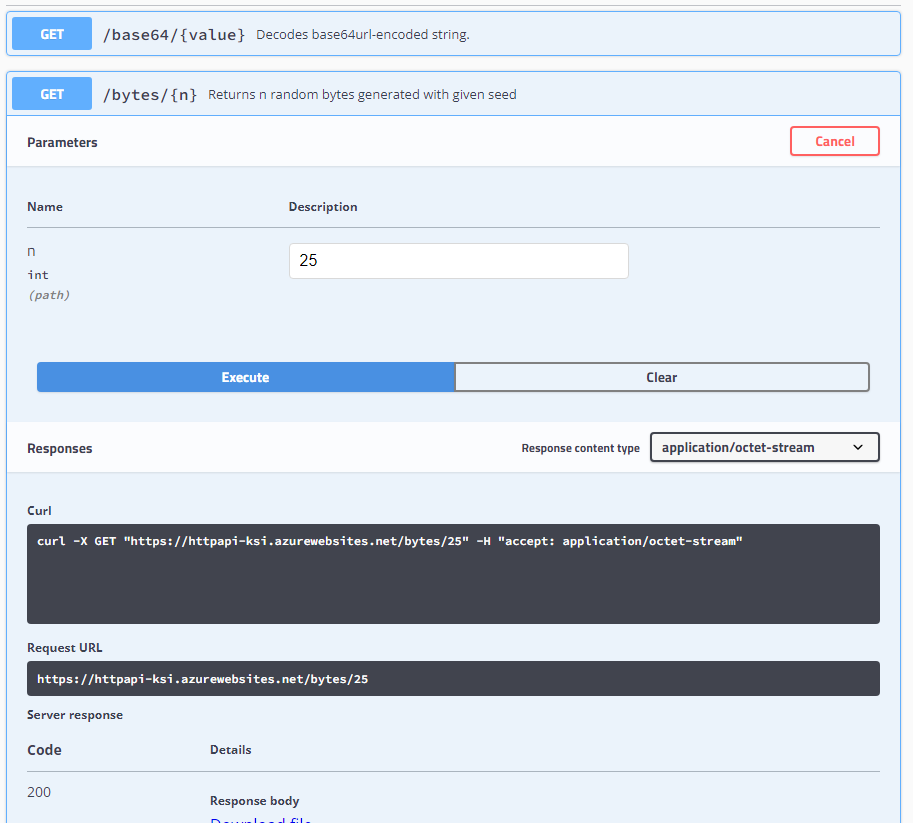 GET /base64/{value} Decodes base64url-encoded string.
GET /bytes/{n} Returns n random bytes generated with given seed
Parameters Cancel
Name Description
n 25
int
(path)
Execute Clear
Responses Response content type application/octet-stream
Curl
curl -X GET "https://httpapi-ksi.azurewebsites.net/bytes/25" -H "accept: application/octet-stream"
Request URL
https://httpapi-ksi.azurewebsites.net/bytes/25
Server response
Code Details
200
Response body
Download file